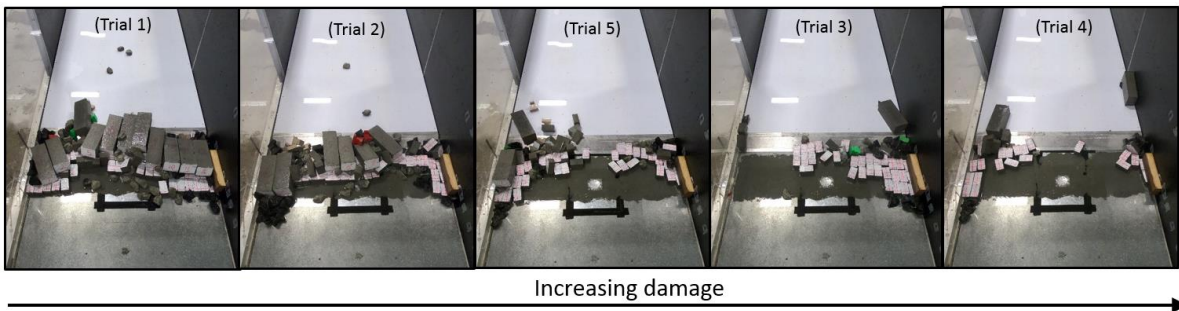 (Trial 1)
(Trial 2)
(Trial 5)
(Trial 3)
(Trial 4)
Increasing damage